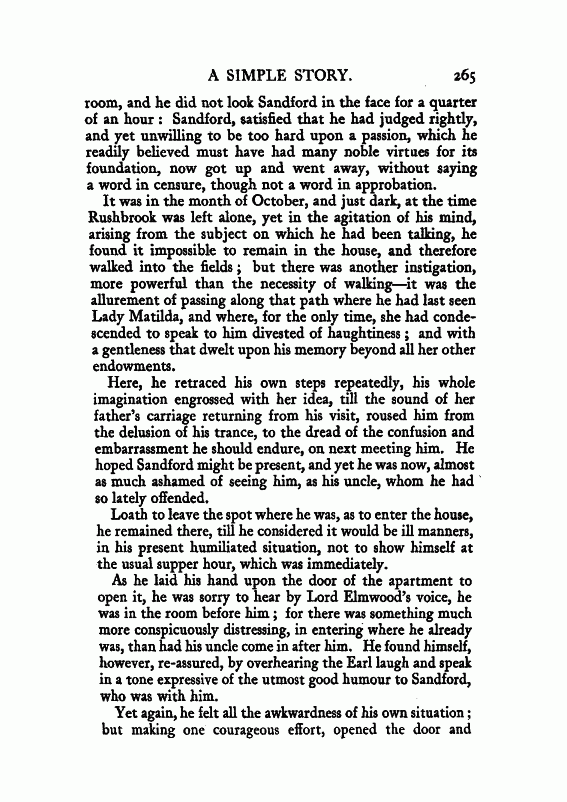 A SIMPLE STORY. 265
room, and he did not look Sandford in the face for a quarter
of an hour : Sandford, satisfied that he had judged rightly,
and yet unwilling to be too hard upon a passion, which he
readily believed must have had many noble virtues for its
foundation, now got up and went away, without saying
a word in censure, though not a word in approbation.
It was in the month of October, and just dark, at the time
Rushbrook was left alone, yet in the agitation of his mind,
arising from the subject on which he had been talking, he
found it impossible to remain in the house, and therefore
walked into the fields ; but there was another instigation,
more powerful than the necessity of walking—it was the
allurement of passing along that path where he had last seen
Lady Matilda, and where, for the only time, she had conde-
scended to speak to him divested of haughtiness ; and with
a gentleness that dwelt upon his memory beyond all her other
endowments.
Here, he retraced his own steps repeatedly, his whole
imagination engrossed with her idea, till the sound of her
father's carriage returning from his visit, roused him from
the delusion of his trance, to the dread of the confusion and
embarrassment he should endure, on next meeting him. He
hoped Sandford might be present, and yet he was now, almost
as much ashamed of seeing him, as his uncle, whom he had
so lately offended.
Loath to leave the spot where he was, as to enter the house,
he remained there, till he considered it would be ill manners,
in his present humiliated situation, not to show himself at
the usual supper hour, which was immediately.
As he laid his hand upon the door of the apartment to
open it, he was sorry to hear by Lord Elmwood's voice, he
was in the room before him ; for there was something much
more conspicuously distressing, in entering where he already
was, than had his uncle come in after him. He found himself,
however, re-assured, by overhearing the Earl laugh and speak
in a tone expressive of the utmost good humour to Sandford,
who was with him.
Yet again, he felt all the awkwardness of his own situation ;
but making one courageous effort, opened the door and